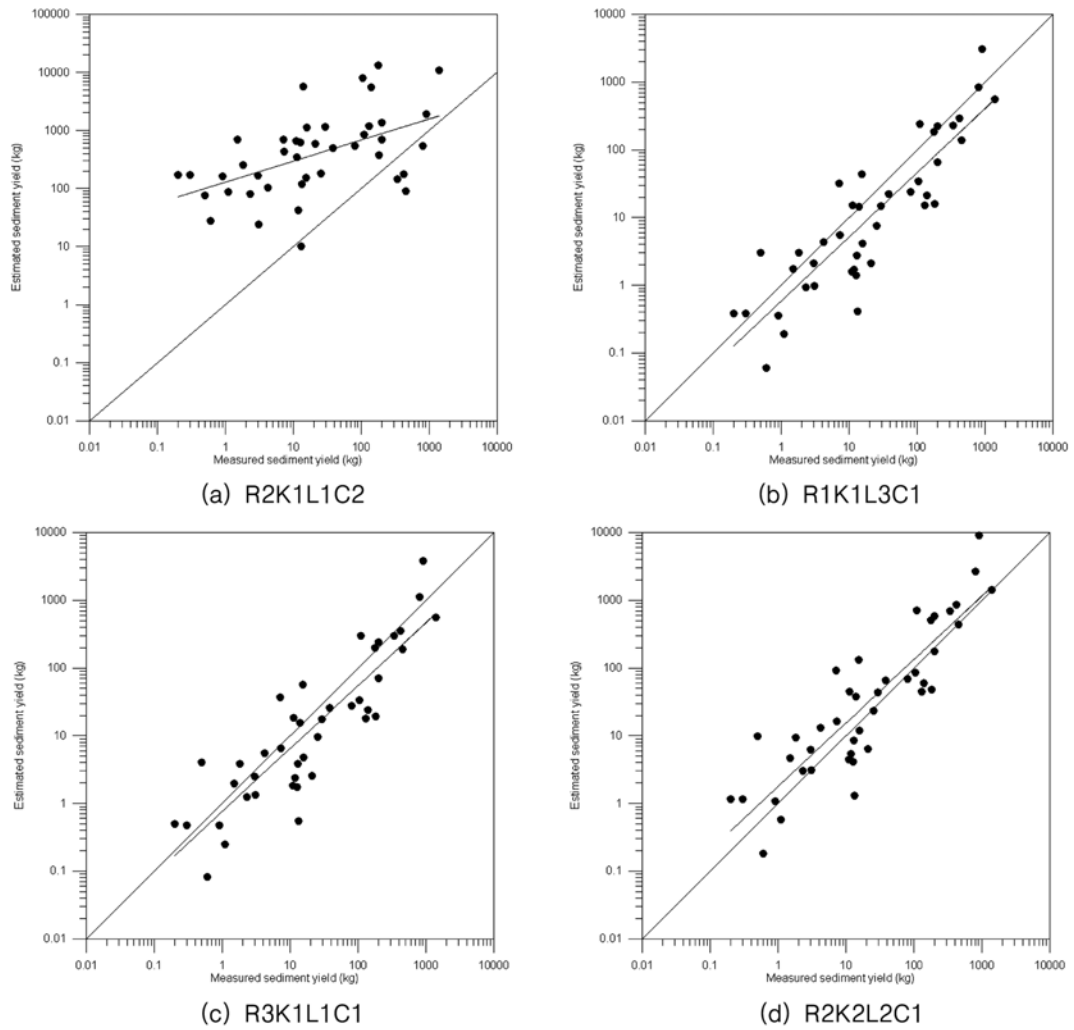 100000
10000
1000
100
10
1
0.1
0.01
Estimated sediment yield (kg)
0.01 0.1 1 10 100 1000 10000
Measured sediment yield (kg)
(a) R2K1L1C2
10000
1000
100
10
1
0.1
0.01
Estimated sediment yield (kg)
0.01 0.1 1 10 100 1000 10000
Measured sediment yield (kg)
(b) R1K1L3C1
10000
1000
100
10
1
0.1
0.01
Estimated sediment yield (kg)
0.01 0.1 1 10 100 1000 10000
Measured sediment yield (kg)
(c) R3K1L1C1
10000
1000
100
10
1
0.1
0.01
Estimated sediment yield (kg)
0.01 0.1 1 10 100 1000 10000
Measured sediment yield (kg)
(d) R2K2L2C1